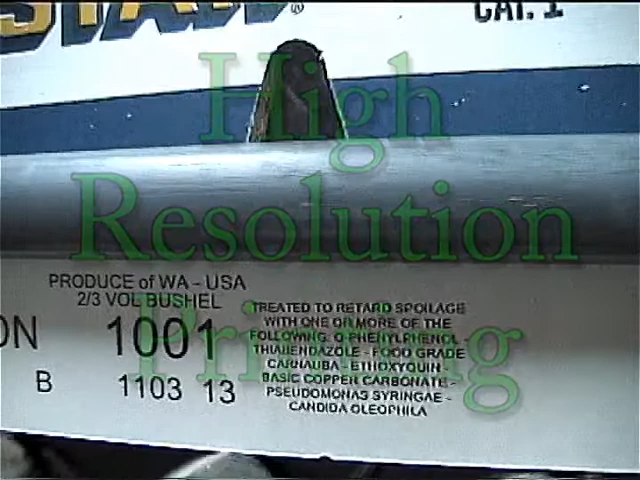 CAT. 1
High
Resolution
Printing
PRODUCE of WA - USA
2/3 VOL BUSHEL
ON 1001
B 1103 13
TREATED TO RETARD SPOILAGE
WITH ONE OR MORE OF THE
FOLLOWING: O-PHENYLPHENOL -
THIABENDAZOLE - FOOD GRADE
CARNAUBA - ETHOXYQUIN -
BASIC COPPER CARBONATE -
PSEUDOMONAS SYRINGAE -
CANDIDA OLEOPHILA